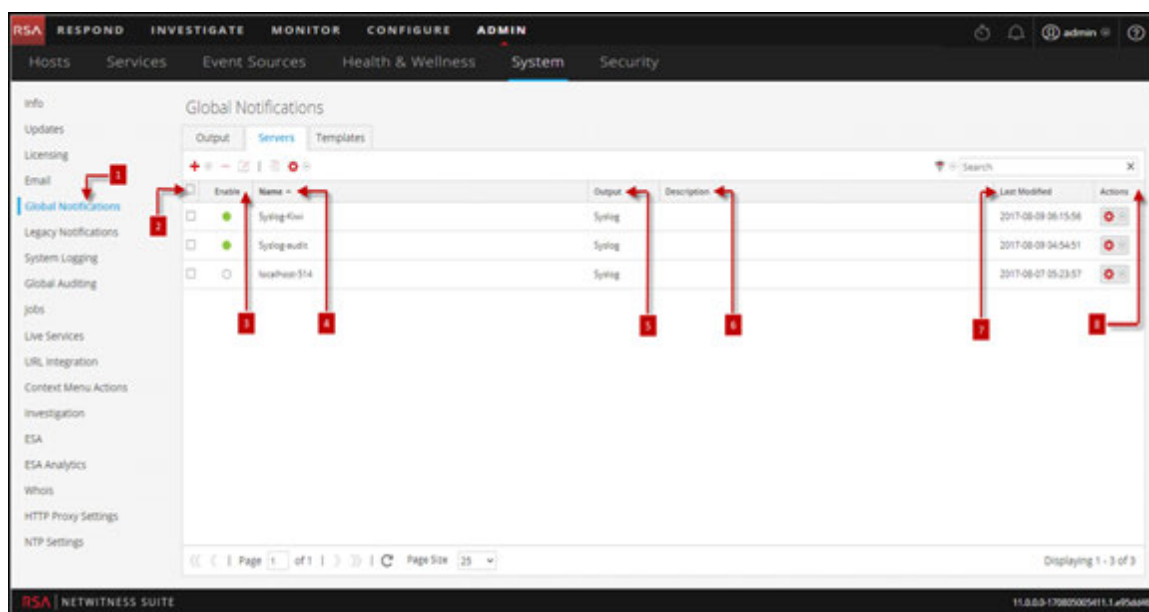 RSA RESPOND INVESTIGATE MONITOR CONFIGURE ADMIN admin
Hosts Services Event Sources Health & Wellness System Security
Info
Updates
Licensing
Email
Global Notifications
Legacy Notifications
System Logging
Global Auditing
Jobs
Live Services
URL Integration
Context Menu Actions
Investigation
ESA
ESA Analytics
Whois
HTTP Proxy Settings
NTP Settings
1
2
Global Notifications
Output Servers Templates
Search
Enable Name Output Description Last Modified Actions
Syslog-Kiwi Syslog 2017-08-09 06:15:56
Syslog-audit Syslog 2017-08-09 04:54:51
localhost-514 Syslog 2017-08-07 05:23:57
3 4 5 6 7 8
Page 1 of 1 Page Size 25 Displaying 1 - 3 of 3
RSA NETWITNESS SUITE